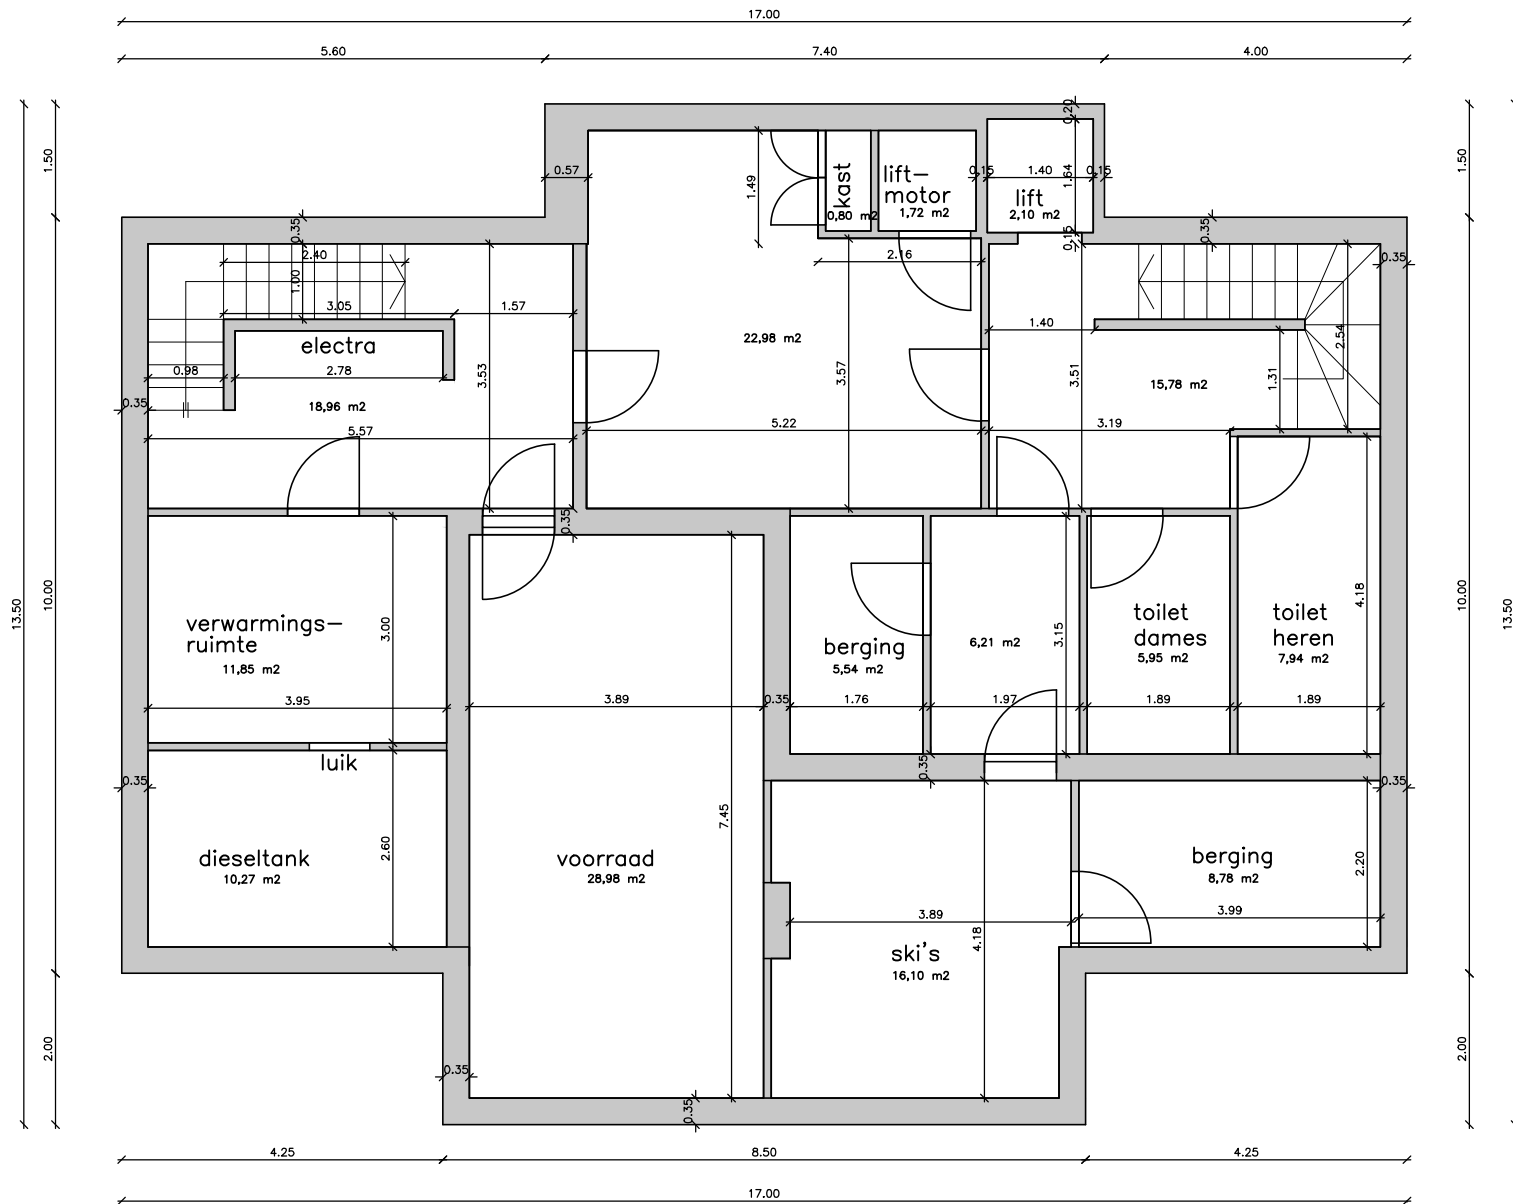 17.00
5.60
7.40
4.00
1.50
10.00
2.00
13.50
0.20
0.57
1.49
kast
0,80 m2
lift-
motor
1,72 m2
0.15
1.40
1.64
0.15
lift
2,10 m2
0.15
1.50
10.00
2.00
13.50
0.35
2.40
1.00
3.05
1.57
electra
0.98
2.78
3.53
0.35
18,96 m2
5.57
2.16
22,98 m2
3.57
5.22
0.35
0.35
1.40
2.54
3.51
1.31
15,78 m2
3.19
0.35
verwarmings-
ruimte
11,85 m2
3.00
3.95
luik
0.35
dieseltank
10,27 m2
2.60
3.89
0.35
7.45
voorraad
28,98 m2
berging
5,54 m2
1.76
6,21 m2
3.15
1.97
toilet
dames
5,95 m2
1.89
toilet
heren
7,94 m2
4.18
1.89
0.35
0.35
3.89
4.18
ski's
16,10 m2
berging
8,78 m2
2.20
3.99
0.35
0.35
4.25
8.50
4.25
17.00